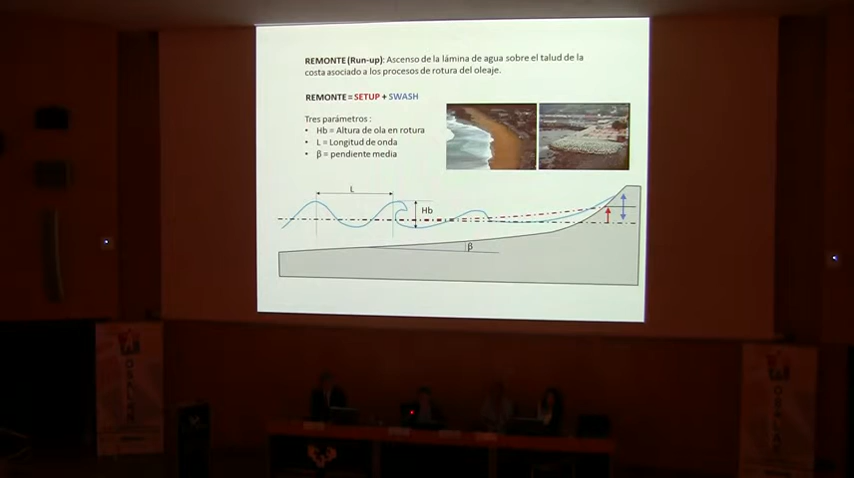 REMONTE (Run-up): Ascenso de la lámina de agua sobre el talud de la
costa asociado a los procesos de rotura del oleaje.
REMONTE = SETUP + SWASH
Tres parámetros :
• Hb = Altura de ola en rotura
• L = Longitud de onda
• β = pendiente media
L
Hb
β